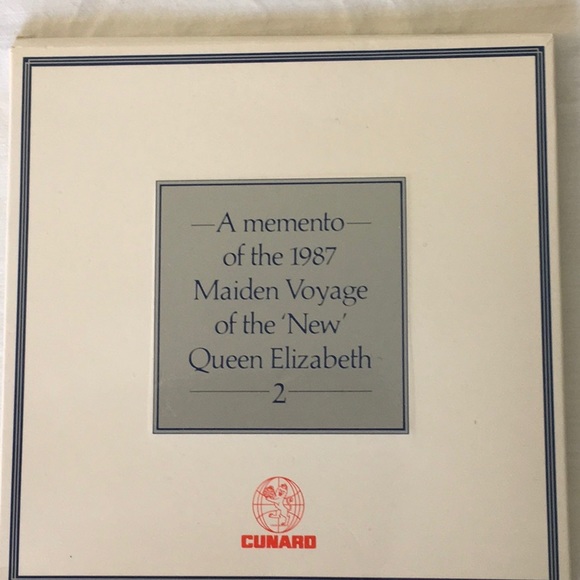 —A memento—
of the 1987
Maiden Voyage
of the ‘New’
Queen Elizabeth
—2—
CUNARD